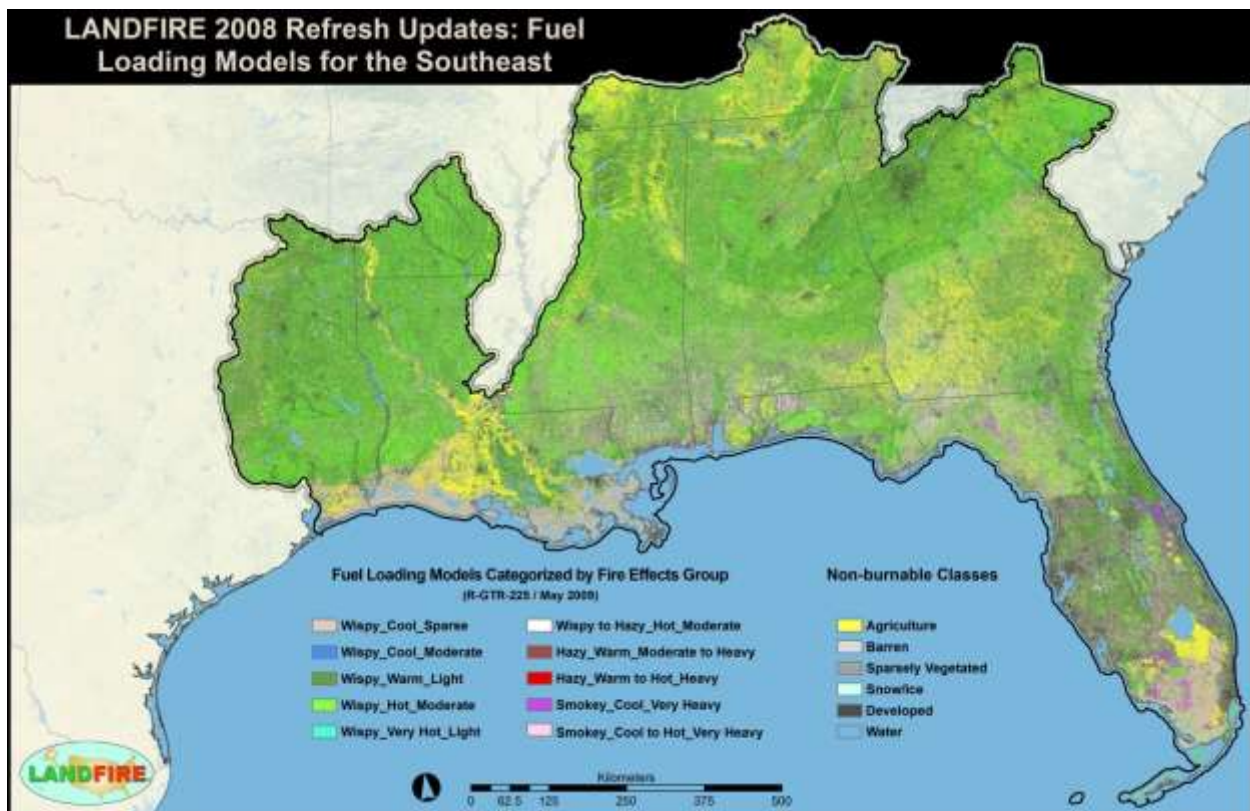 LANDFIRE 2008 Refresh Updates: Fuel
Loading Models for the Southeast
Fuel Loading Models Categorized by Fire Effects Group
(R-GTR-225 / May 2009)
Wispy_Cool_Sparse
Wispy_Cool_Moderate
Wispy_Warm_Light
Wispy_Hot_Moderate
Wispy_Very Hot_Light
Wispy to Hazy_Hot_Moderate
Hazy_Warm_Moderate to Heavy
Hazy_Warm to Hot_Heavy
Smokey_Cool_Very Heavy
Smokey_Cool to Hot_Very Heavy
Non-burnable Classes
Agriculture
Barren
Sparsely Vegetated
Snow/ice
Developed
Water
LANDFIRE
Kilometers
0 62.5 125 250 375 500